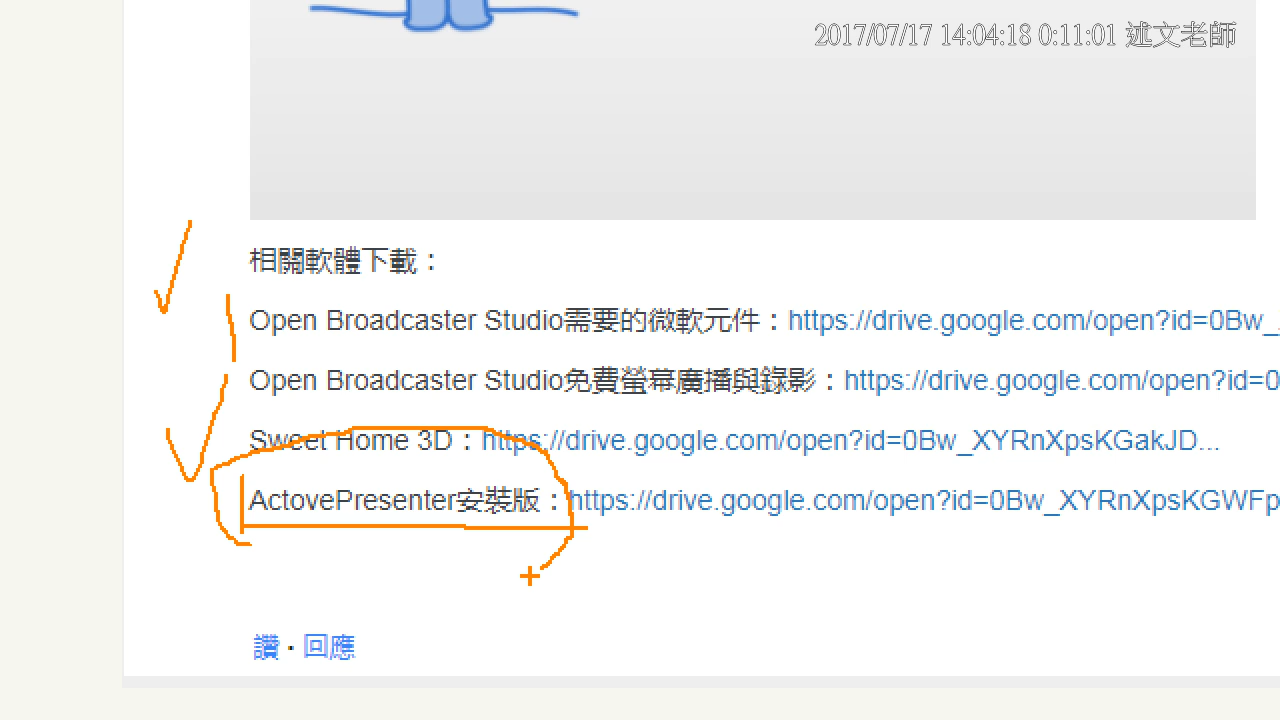 2017/07/17 14:04:18 0:11:01 述文老師
相關軟體下載：
Open Broadcaster Studio需要的微軟元件：https://drive.google.com/open?id=0Bw_
Open Broadcaster Studio免費螢幕廣播與錄影：https://drive.google.com/open?id=0
Sweet Home 3D：https://drive.google.com/open?id=0Bw_XYRnXpsKGakJD...
ActovePresenter安裝版：https://drive.google.com/open?id=0Bw_XYRnXpsKGWFp
讚 · 回應